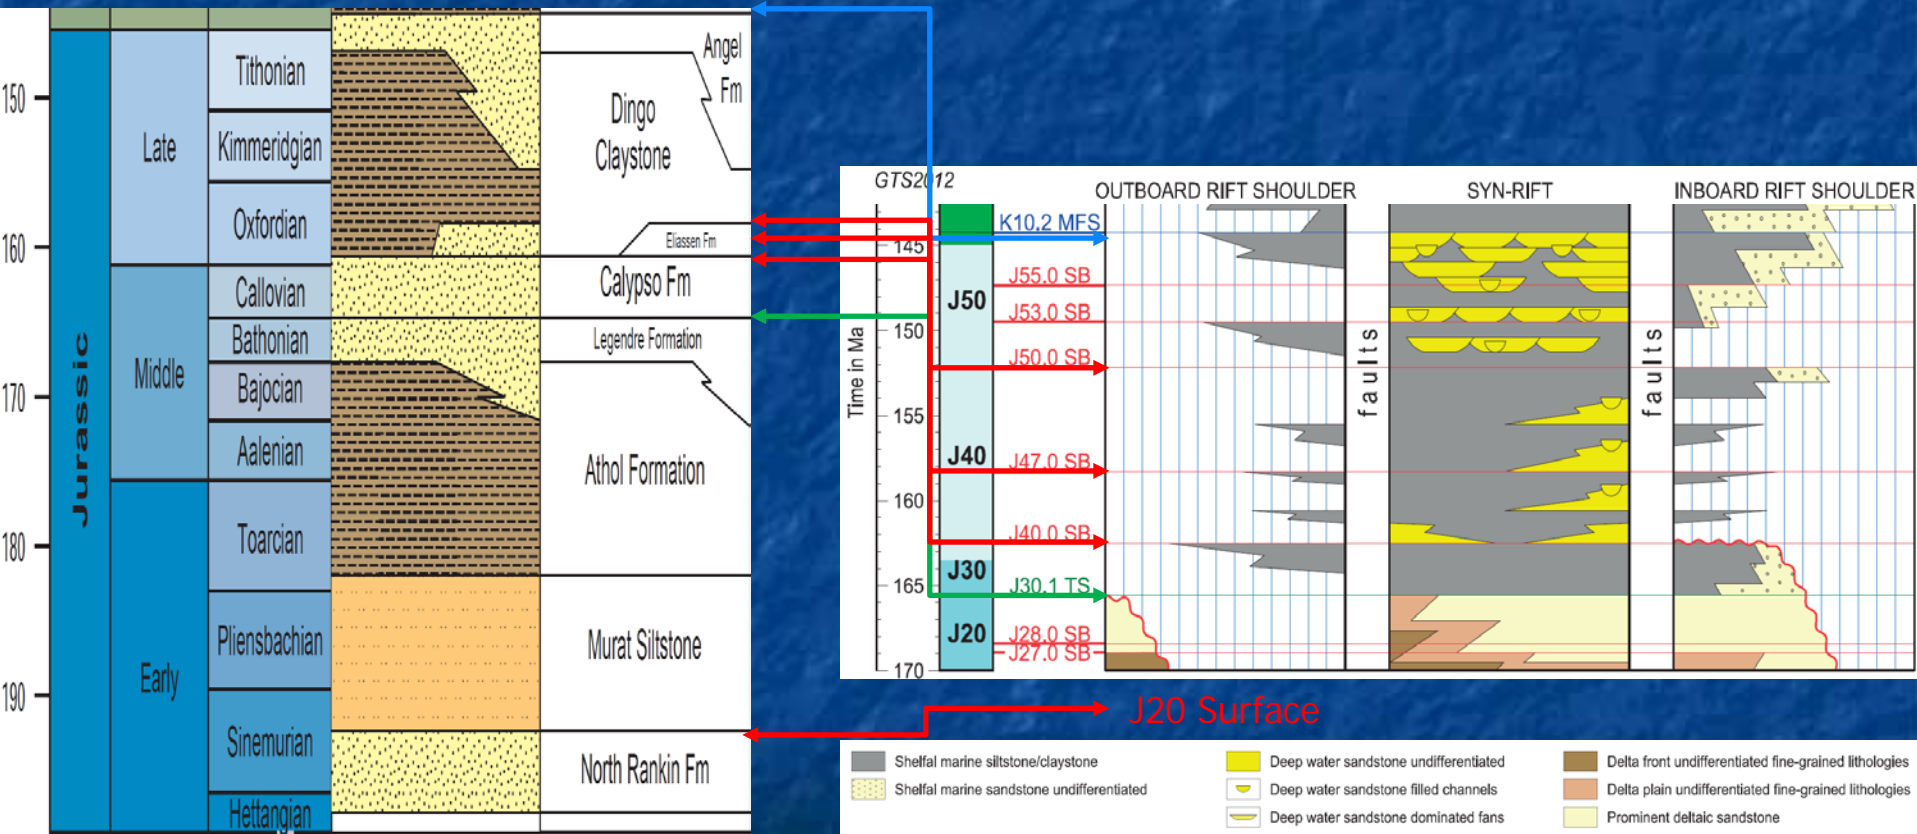 150
160
170
180
190
Jurassic
Late
Middle
Early
Tithonian
Kimmeridgian
Oxfordian
Callovian
Bathonian
Bajocian
Aalenian
Toarcian
Pliensbachian
Sinemurian
Hettangian
Angel
Fm
Dingo
Claystone
Eliassen Fm
Calypso Fm
Legendre Formation
Athol Formation
Murat Siltstone
North Rankin Fm
GTS2012
OUTBOARD RIFT SHOULDER
SYN-RIFT
INBOARD RIFT SHOULDER
Time in Ma
145
150
155
160
165
170
J50
J40
J30
J20
K10.2 MFS
J55.0 SB
J53.0 SB
J50.0 SB
J47.0 SB
J40.0 SB
J30.1 TS
J28.0 SB
J27.0 SB
faults
faults
J20 Surface
Shelfal marine siltstone/claystone
Shelfal marine sandstone undifferentiated
Deep water sandstone undifferentiated
Deep water sandstone filled channels
Deep water sandstone dominated fans
Delta front undifferentiated fine-grained lithologies
Delta plain undifferentiated fine-grained lithologies
Prominent deltaic sandstone